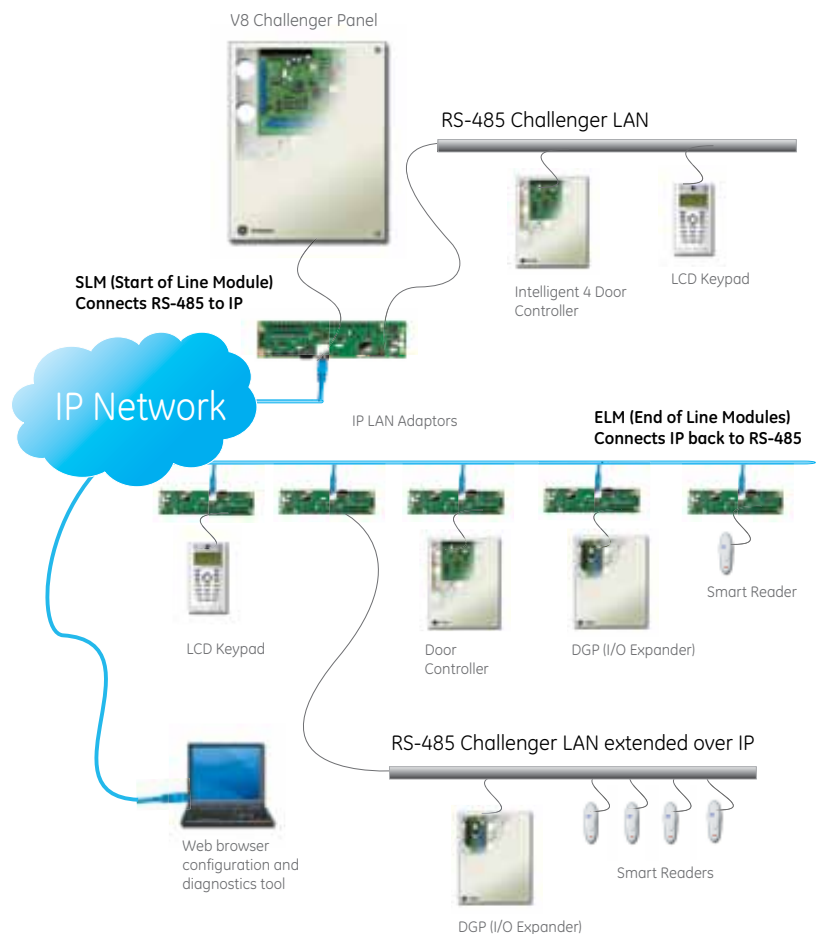 V8 Challenger Panel
RS-485 Challenger LAN
SLM (Start of Line Module)
Connects RS-485 to IP
Intelligent 4 Door
Controller
LCD Keypad
IP Network
IP LAN Adaptors
ELM (End of Line Modules)
Connects IP back to RS-485
LCD Keypad
Door
Controller
DGP (I/O Expander)
Smart Reader
RS-485 Challenger LAN extended over IP
Web browser
configuration and
diagnostics tool
Smart Readers
DGP (I/O Expander)